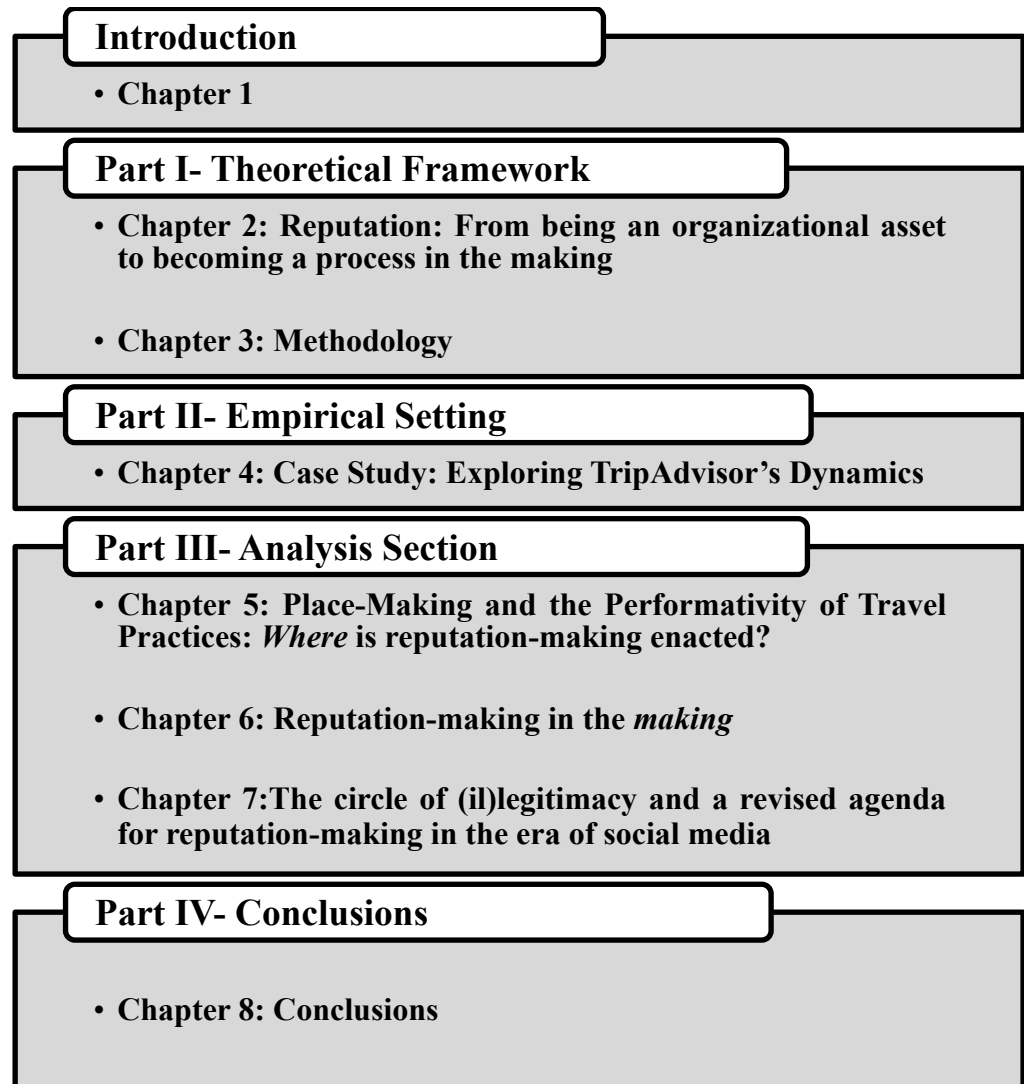 Introduction
• Chapter 1
Part I- Theoretical Framework
• Chapter 2: Reputation: From being an organizational asset
to becoming a process in the making
• Chapter 3: Methodology
Part II- Empirical Setting
• Chapter 4: Case Study: Exploring TripAdvisor’s Dynamics
Part III- Analysis Section
• Chapter 5: Place-Making and the Performativity of Travel
Practices: Where is reputation-making enacted?
• Chapter 6: Reputation-making in the making
• Chapter 7:The circle of (il)legitimacy and a revised agenda
for reputation-making in the era of social media
Part IV- Conclusions
• Chapter 8: Conclusions